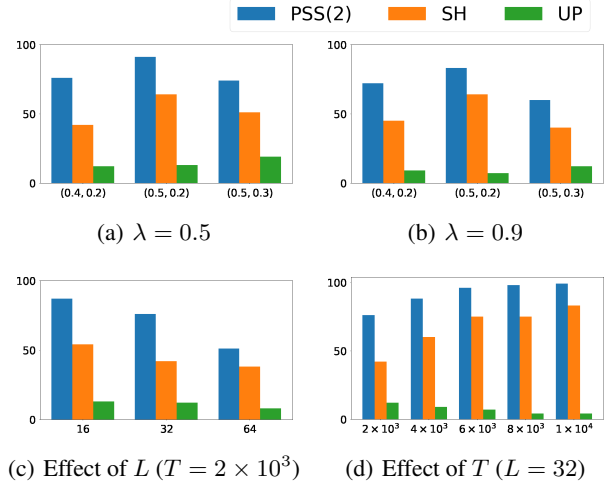 PSS(2) SH UP
100
50
0
(0.4, 0.2) (0.5, 0.2) (0.5, 0.3)
(a) λ = 0.5
100
50
0
(0.4, 0.2) (0.5, 0.2) (0.5, 0.3)
(b) λ = 0.9
100
50
0
16 32 64
(c) Effect of L (T = 2 × 10³)
100
50
0
2 × 10³ 4 × 10³ 6 × 10³ 8 × 10³ 1 × 10⁴
(d) Effect of T (L = 32)